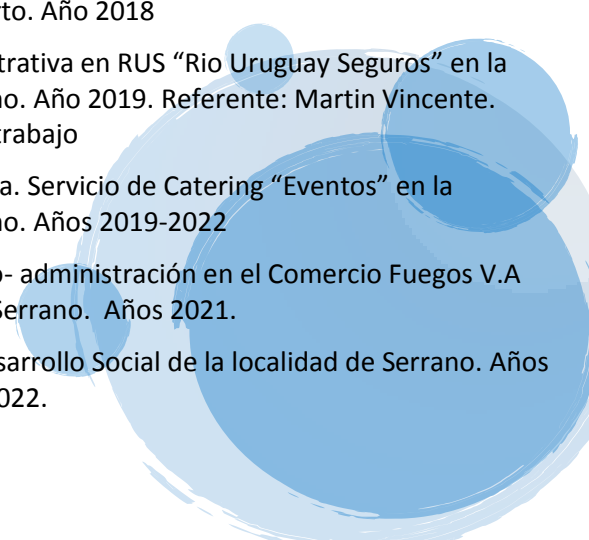 rto. Año 2018
trativa en RUS “Rio Uruguay Seguros” en la
no. Año 2019. Referente: Martin Vincente.
trabajo
a. Servicio de Catering “Eventos” en la
no. Años 2019-2022
o- administración en el Comercio Fuegos V.A
Serrano.  Años 2021.
sarrollo Social de la localidad de Serrano. Años
022.